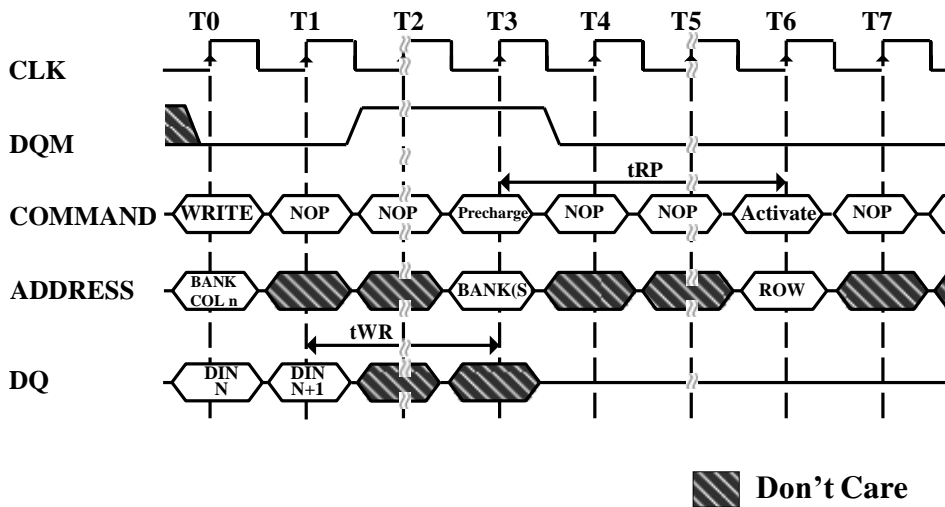 T0 T1 T2 T3 T4 T5 T6 T7
CLK
DQM
tRP
COMMAND WRITE NOP NOP Precharge NOP NOP Activate NOP
ADDRESS BANK COL n BANK(S ROW
tWR
DQ DIN N DIN N+1
Don't Care